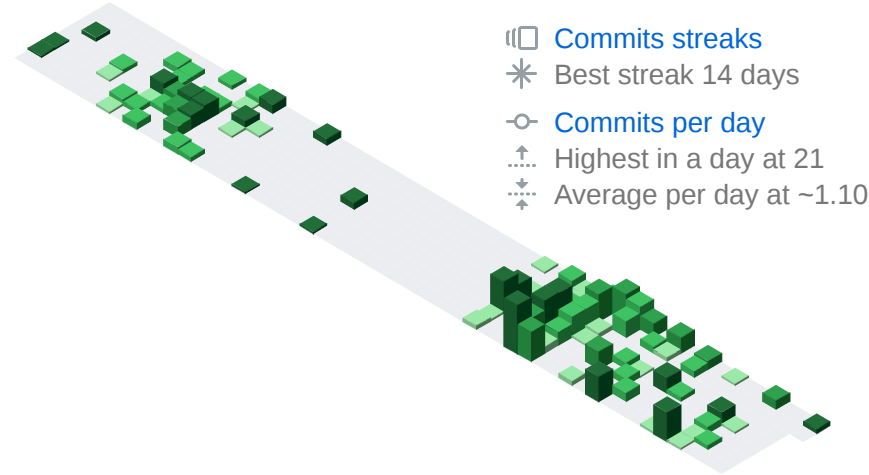 Commits streaks
Best streak 14 days
Commits per day
Highest in a day at 21
Average per day at ~1.10